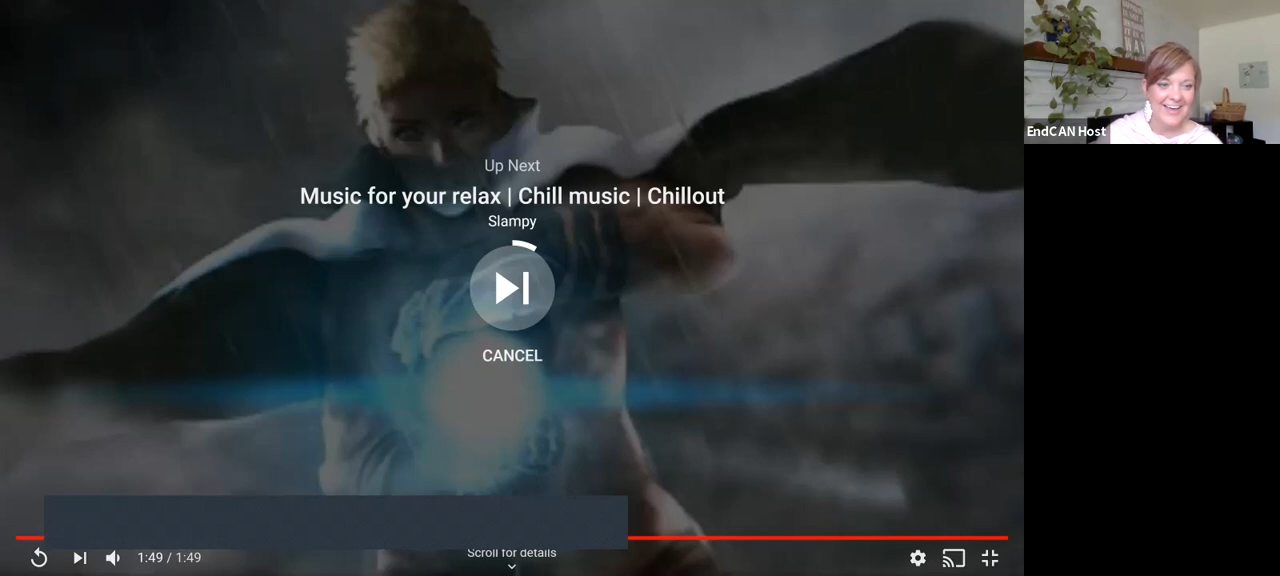 EndCAN Host
Up Next
Music for your relax | Chill music | Chillout
Slampy
CANCEL
1:49 / 1:49
Scroll for details